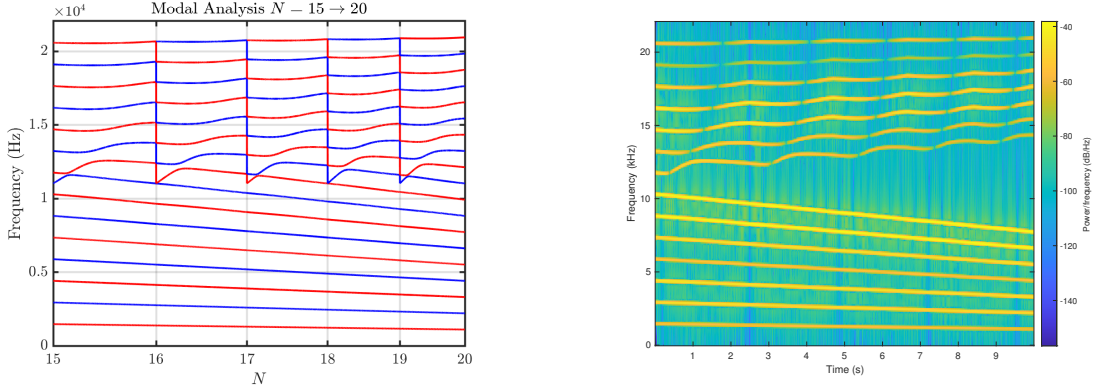 Modal Analysis N − 15 → 20
×10⁴
2
1.5
1
0.5
0
Frequency (Hz)
15 16 17 18 19 20
N
20
15
10
5
0
Frequency (kHz)
1 2 3 4 5 6 7 8 9
Time (s)
-40
-60
-80
-100
-120
-140
Power/frequency (dB/Hz)